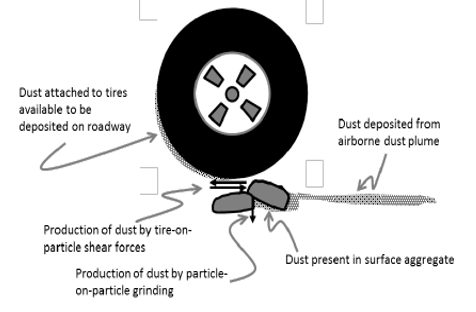 Dust attached to tires
available to be
deposited on roadway
Dust deposited from
airborne dust plume
Production of dust by tire-on-
particle shear forces
Dust present in surface aggregate
Production of dust by particle-
on-particle grinding